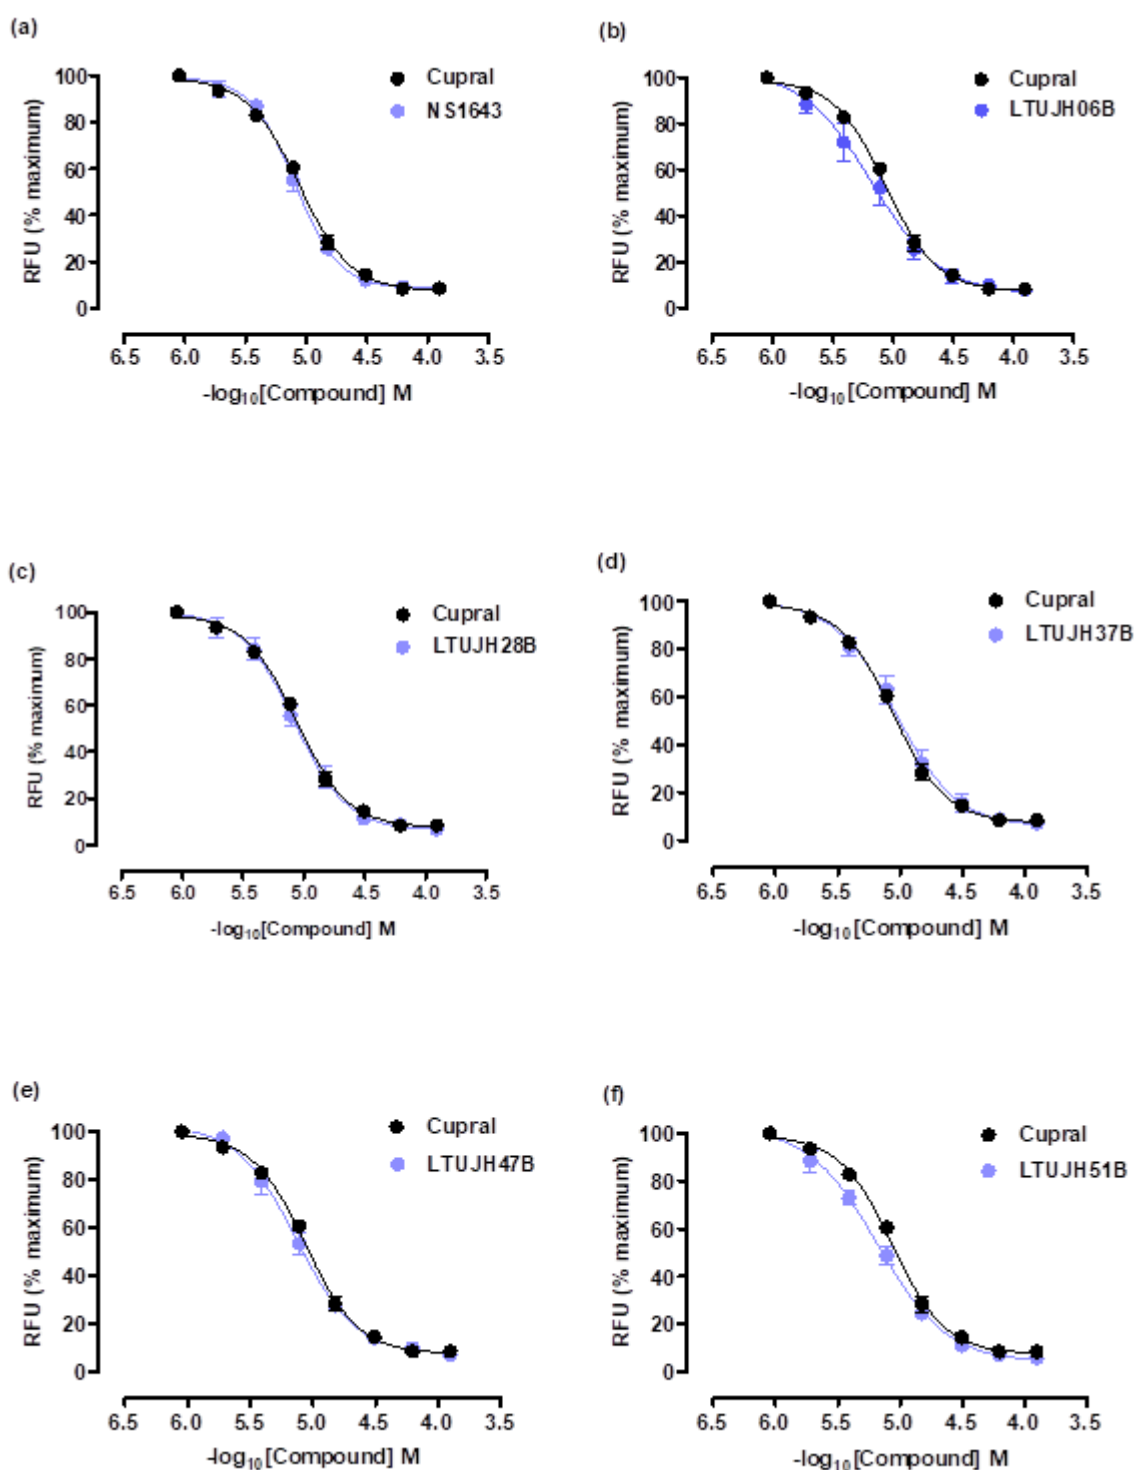 (a)
Cupral
NS1643
RFU (% maximum)
100
80
60
40
20
0
6.5 6.0 5.5 5.0 4.5 4.0 3.5
-log10[Compound] M
(b)
Cupral
LTUJH06B
RFU (% maximum)
100
80
60
40
20
0
6.5 6.0 5.5 5.0 4.5 4.0 3.5
-log10[Compound] M
(c)
Cupral
LTUJH28B
RFU (% maximum)
100
80
60
40
20
0
6.5 6.0 5.5 5.0 4.5 4.0 3.5
-log10[Compound] M
(d)
Cupral
LTUJH37B
RFU (% maximum)
100
80
60
40
20
0
6.5 6.0 5.5 5.0 4.5 4.0 3.5
-log10[Compound] M
(e)
Cupral
LTUJH47B
RFU (% maximum)
100
80
60
40
20
0
6.5 6.0 5.5 5.0 4.5 4.0 3.5
-log10[Compound] M
(f)
Cupral
LTUJH51B
RFU (% maximum)
100
80
60
40
20
0
6.5 6.0 5.5 5.0 4.5 4.0 3.5
-log10[Compound] M